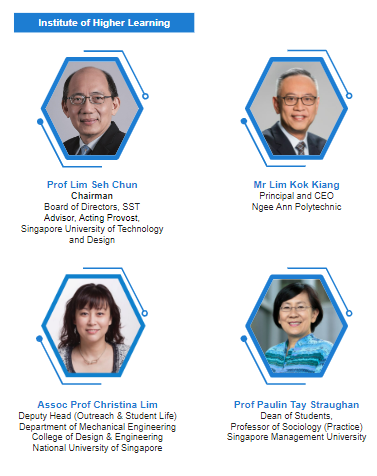 Institute of Higher Learning
Prof Lim Seh Chun
Chairman
Board of Directors, SST
Advisor, Acting Provost,
Singapore University of Technology
and Design
Mr Lim Kok Kiang
Principal and CEO
Ngee Ann Polytechnic
Assoc Prof Christina Lim
Deputy Head (Outreach & Student Life)
Department of Mechanical Engineering
College of Design & Engineering
National University of Singapore
Prof Paulin Tay Straughan
Dean of Students,
Professor of Sociology (Practice)
Singapore Management University